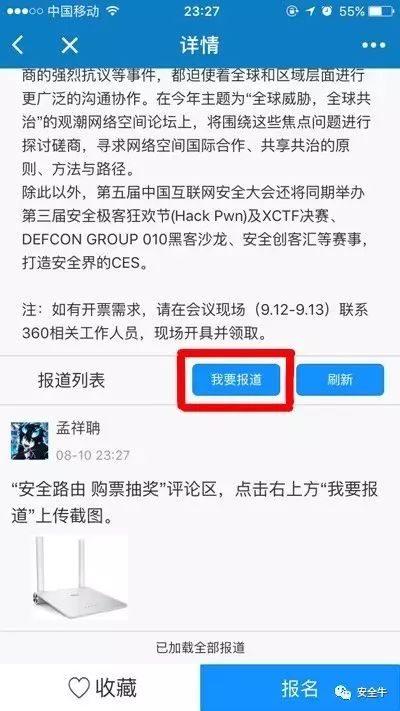 中国移动 23:27 55%
详情
商的强烈抗议等事件，都迫使着全球和区域层面进行
更广泛的沟通协作。在今年主题为“全球威胁，全球共
治”的观潮网络空间论坛上，将围绕这些焦点问题进行
探讨磋商，寻求网络空间国际合作、共享共治的原
则、方法与路径。
除此以外，第五届中国互联网安全大会还将同期举办
第三届安全极客狂欢节(Hack Pwn)及XCTF决赛、
DEFCON GROUP 010黑客沙龙、安全创客汇等赛事，
打造安全界的CES。
注：如有开票需求，请在会议现场（9.12-9.13）联系
360相关工作人员，现场开具并领取。
报道列表 我要报道 刷新
孟祥聃
08-10 23:27
“安全路由 购票抽奖”评论区，点击右上方“我要报
道”上传截图。
已加载全部报道
收藏 报名
安全牛